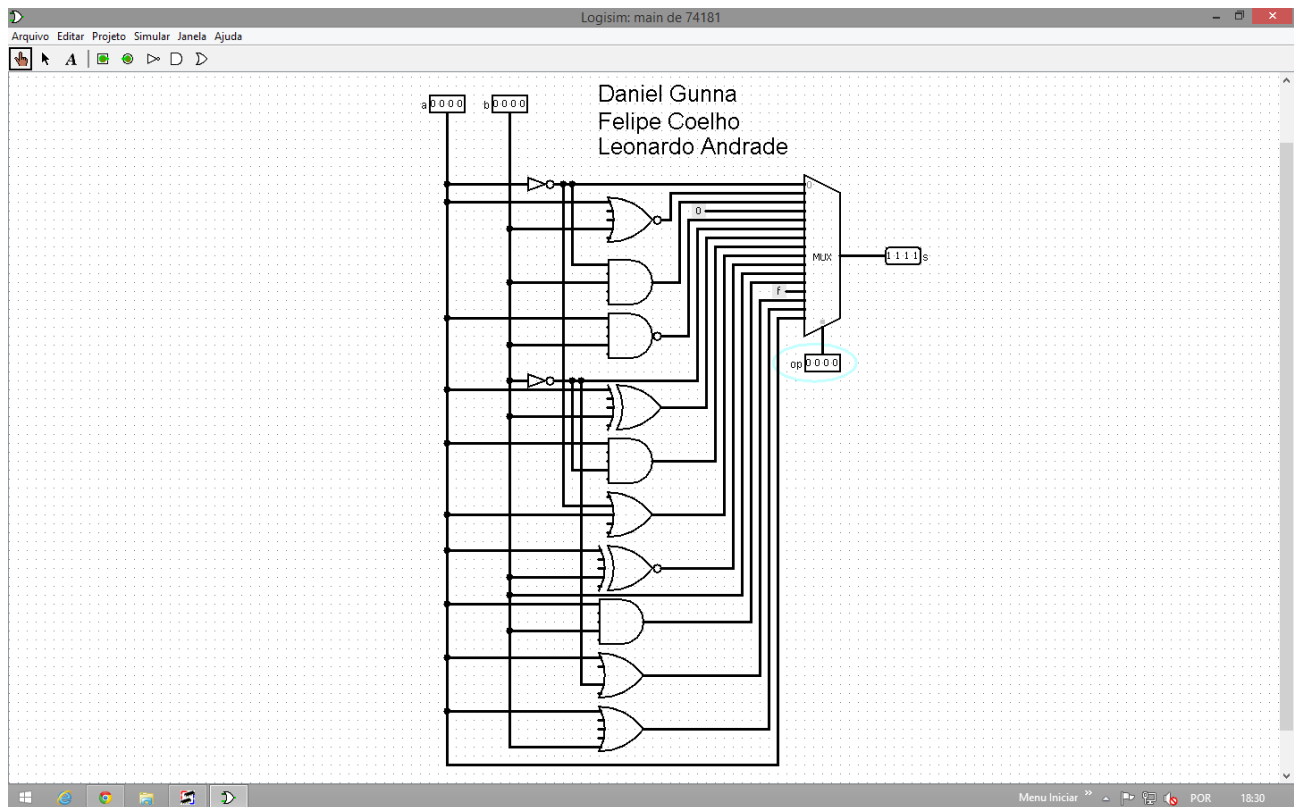 Logisim: main de 74181
Arquivo Editar Projeto Simular Janela Ajuda
A
a 0 0 0 0 b 0 0 0 0
Daniel Gunna
Felipe Coelho
Leonardo Andrade
0
0
MUX
1 1 1 1 s
f
op 0 0 0 0
Menu Iniciar » POR 18:30